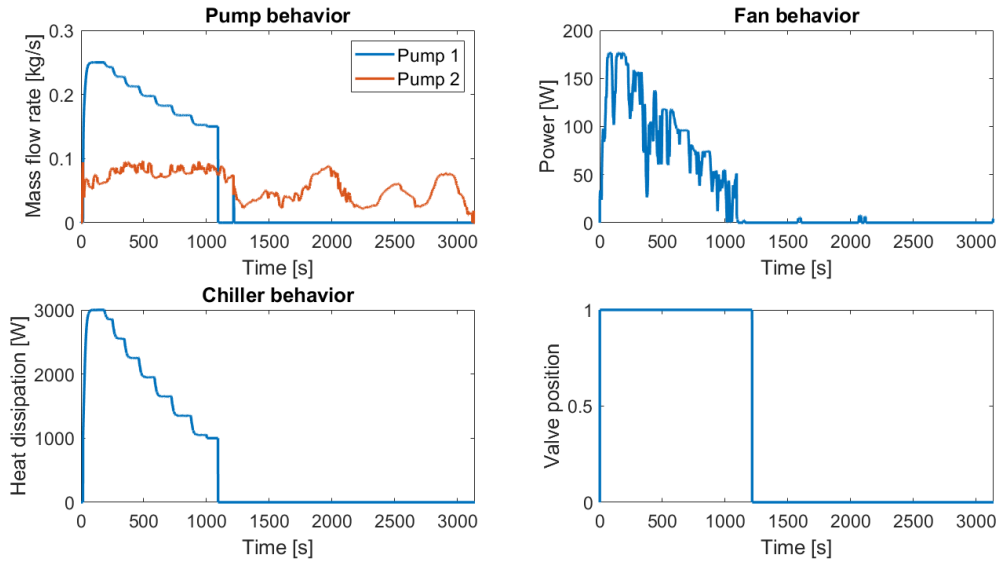 Pump behavior
Mass flow rate [kg/s]
0.3
0.2
0.1
0
Pump 1
Pump 2
0 500 1000 1500 2000 2500 3000
Time [s]
Fan behavior
Power [W]
200
150
100
50
0
0 500 1000 1500 2000 2500 3000
Time [s]
Chiller behavior
Heat dissipation [W]
3000
2000
1000
0
0 500 1000 1500 2000 2500 3000
Time [s]
Valve position
1
0.5
0
0 500 1000 1500 2000 2500 3000
Time [s]